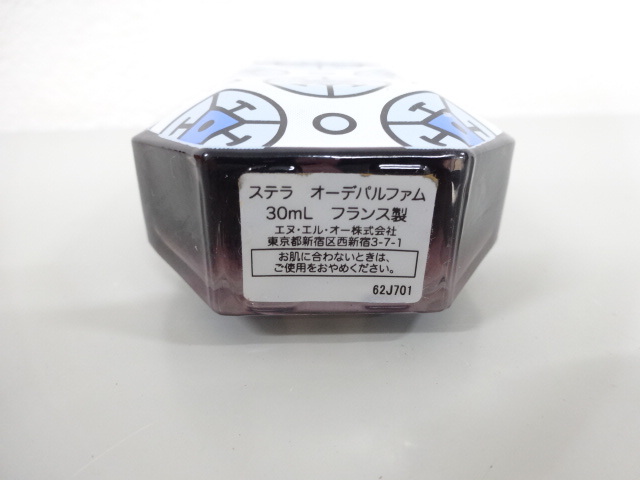 ステラ オーデパルファム
30mL フランス製
エヌ・エル・オー株式会社
東京都新宿区西新宿3-7-1
お肌に合わないときは、
ご使用をおやめください。
62J701